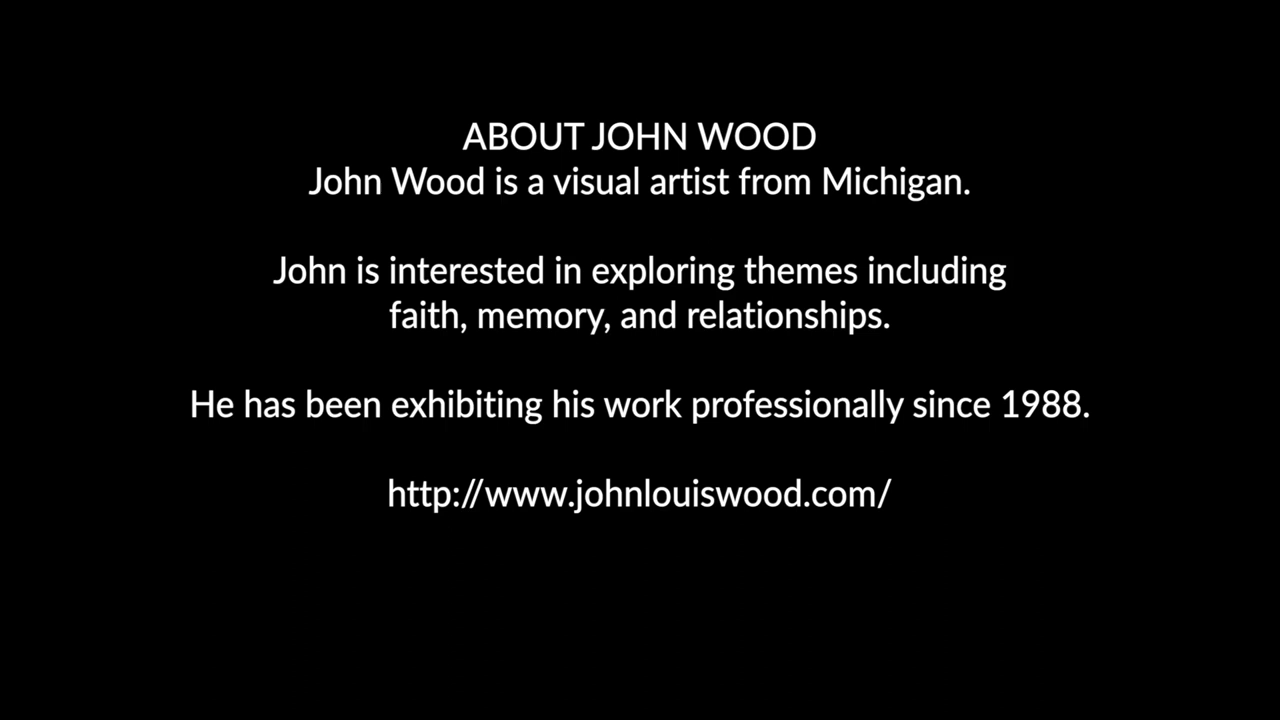 ABOUT JOHN WOOD
John Wood is a visual artist from Michigan.
John is interested in exploring themes including
faith, memory, and relationships.
He has been exhibiting his work professionally since 1988.
http://www.johnlouiswood.com/